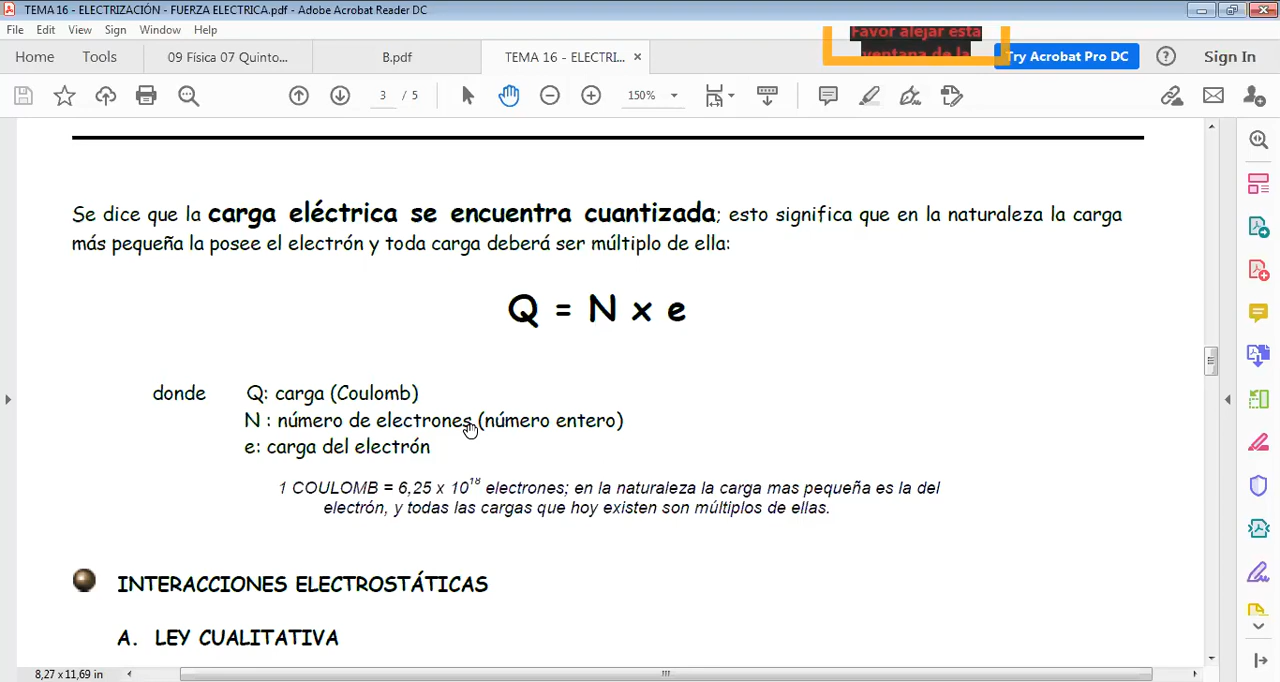 TEMA 16 - ELECTRIZACIÓN - FUERZA ELECTRICA.pdf - Adobe Acrobat Reader DC
File Edit View Sign Window Help
Favor alejar esta
ventana de la
Home Tools 09 Física 07 Quinto... B.pdf TEMA 16 - ELECTRI... × Try Acrobat Pro DC ? Sign In
3 / 5 150%
Se dice que la carga eléctrica se encuentra cuantizada; esto significa que en la naturaleza la carga
más pequeña la posee el electrón y toda carga deberá ser múltiplo de ella:
Q = N x e
donde Q: carga (Coulomb)
N : número de electrones (número entero)
e: carga del electrón
1 COULOMB = 6,25 x 10¹⁸ electrones; en la naturaleza la carga mas pequeña es la del
electrón, y todas las cargas que hoy existen son múltiplos de ellas.
INTERACCIONES ELECTROSTÁTICAS
A. LEY CUALITATIVA
8,27 x 11,69 in